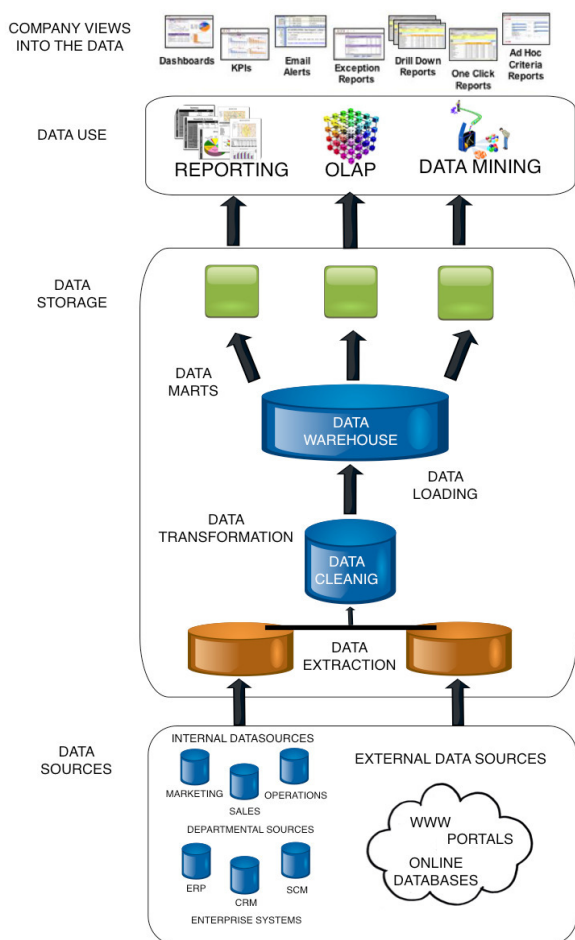 COMPANY VIEWS
INTO THE DATA
Dashboards
KPIs
Email
Alerts
Exception
Reports
Drill Down
Reports
One Click
Reports
Ad Hoc
Criteria
Reports
DATA USE
REPORTING
OLAP
DATA MINING
DATA
STORAGE
DATA
MARTS
DATA
WAREHOUSE
DATA
LOADING
DATA
TRANSFORMATION
DATA
CLEANIG
DATA
EXTRACTION
DATA
SOURCES
INTERNAL DATASOURCES
MARKETING
SALES
OPERATIONS
DEPARTMENTAL SOURCES
ERP
CRM
SCM
ENTERPRISE SYSTEMS
EXTERNAL DATA SOURCES
WWW
PORTALS
ONLINE
DATABASES